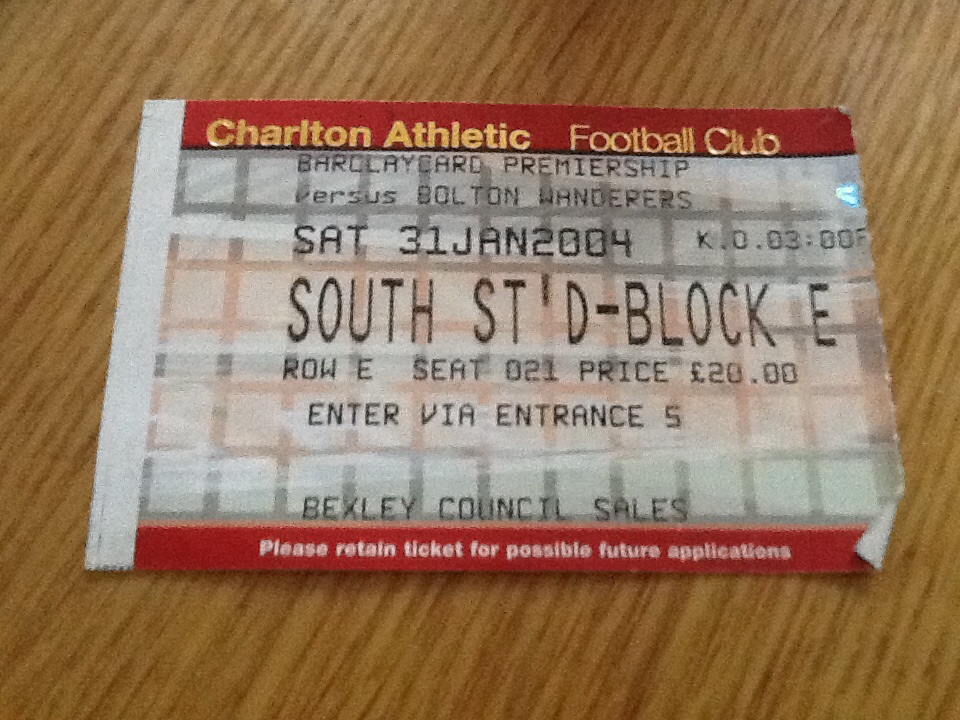 Charlton Athletic Football Club
BARCLAYCARD PREMIERSHIP
versus BOLTON WANDERERS
SAT 31JAN2004 K.O.03:00P
SOUTH ST'D-BLOCK E
ROW E SEAT 021 PRICE £20.00
ENTER VIA ENTRANCE 5
BEXLEY COUNCIL SALES
Please retain ticket for possible future applications